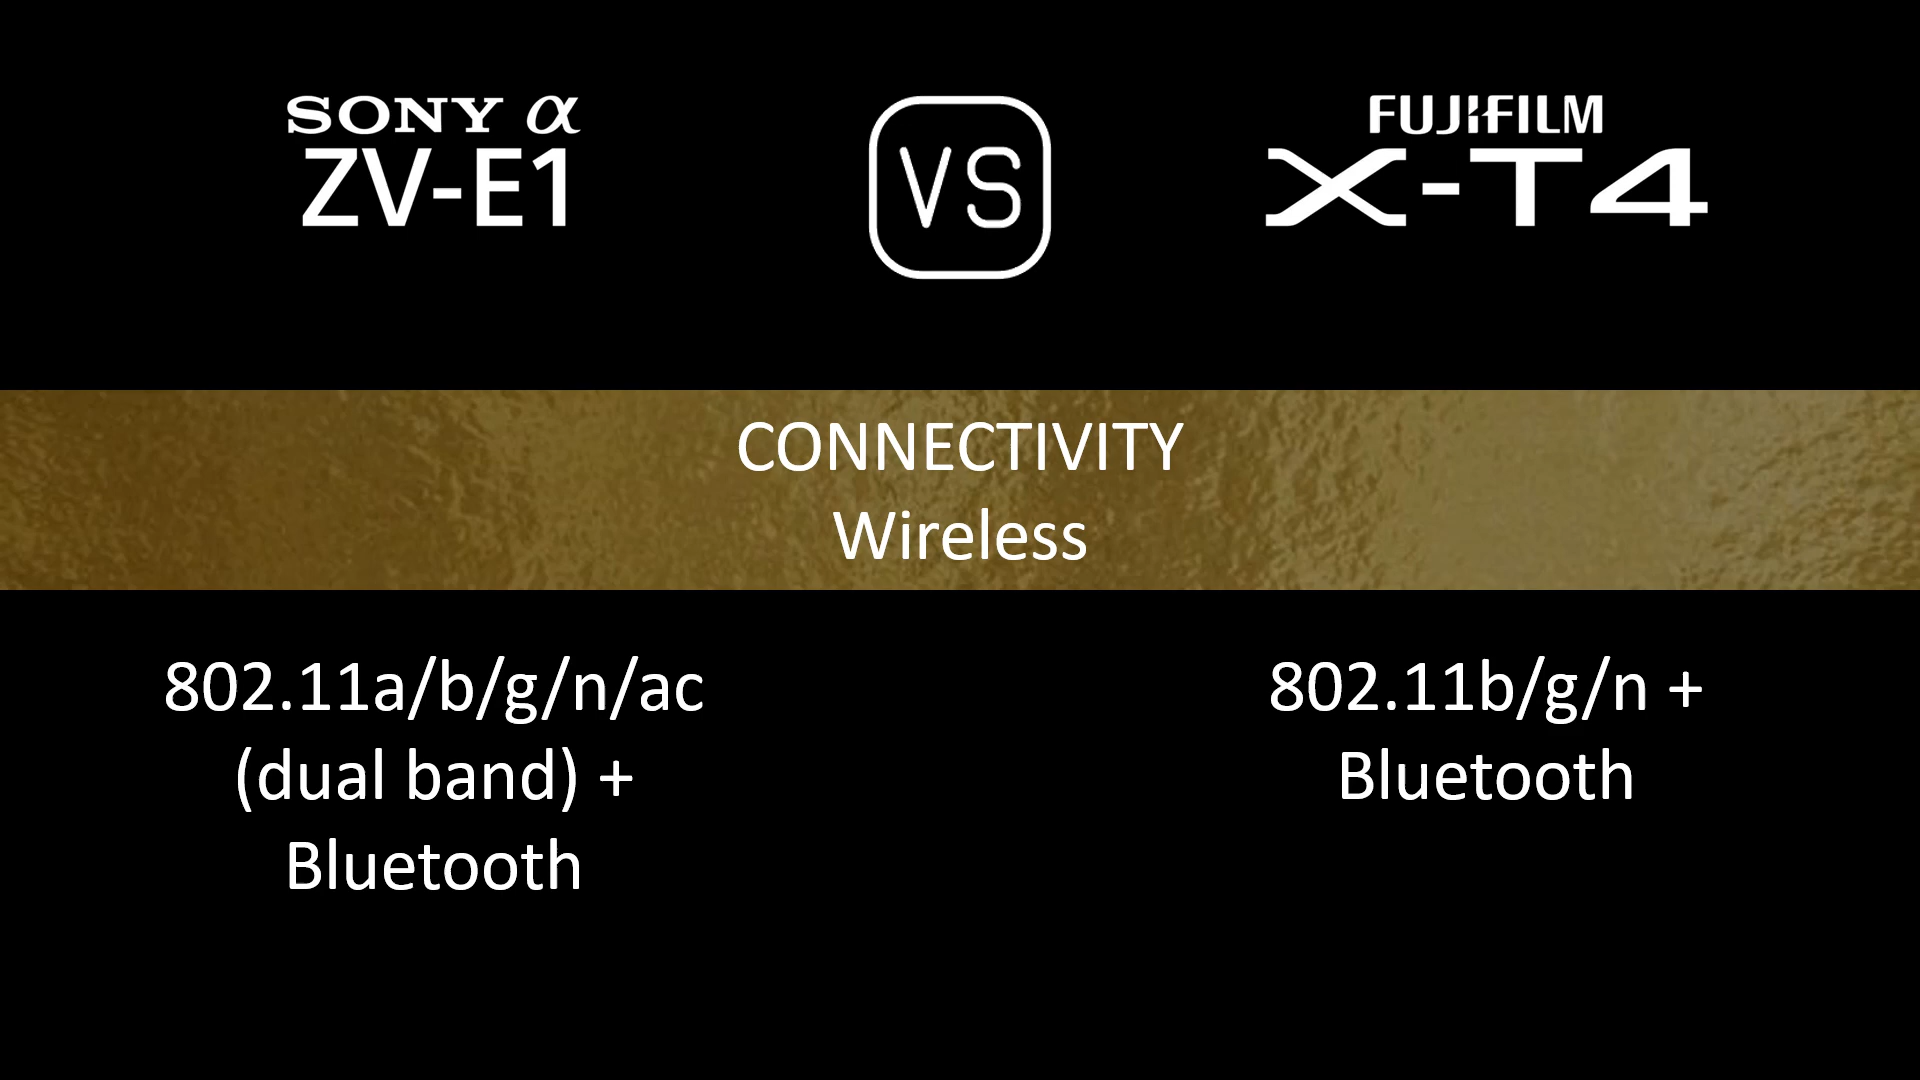 SONY α
ZV-E1
VS
FUJIFILM
X-T4
CONNECTIVITY
Wireless
802.11a/b/g/n/ac
(dual band) +
Bluetooth
802.11b/g/n +
Bluetooth